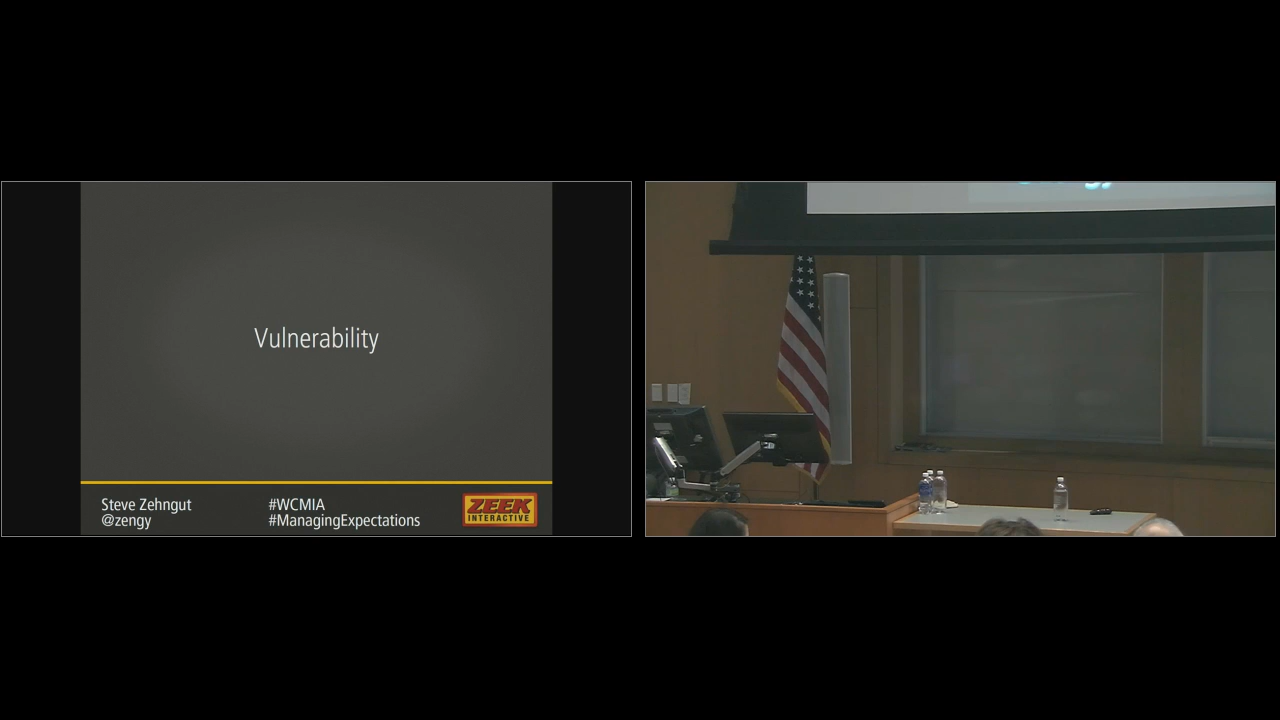 Vulnerability
Steve Zehngut
@zengy
#WCMIA
#ManagingExpectations
ZEEK
INTERACTIVE